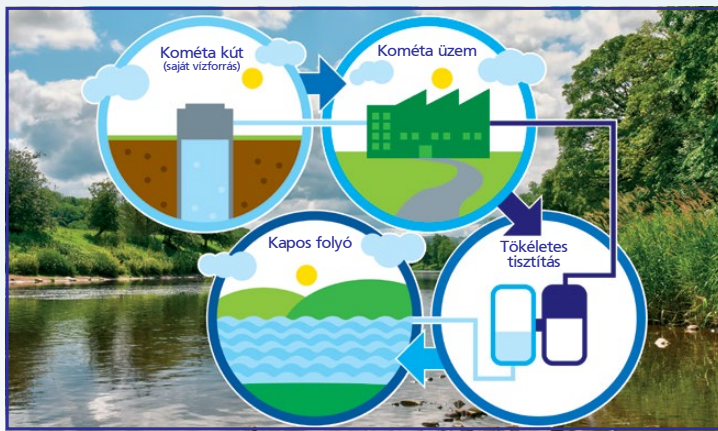 Kométa kút
(saját vízforrás)
Kométa üzem
Tökéletes
tisztítás
Kapos folyó